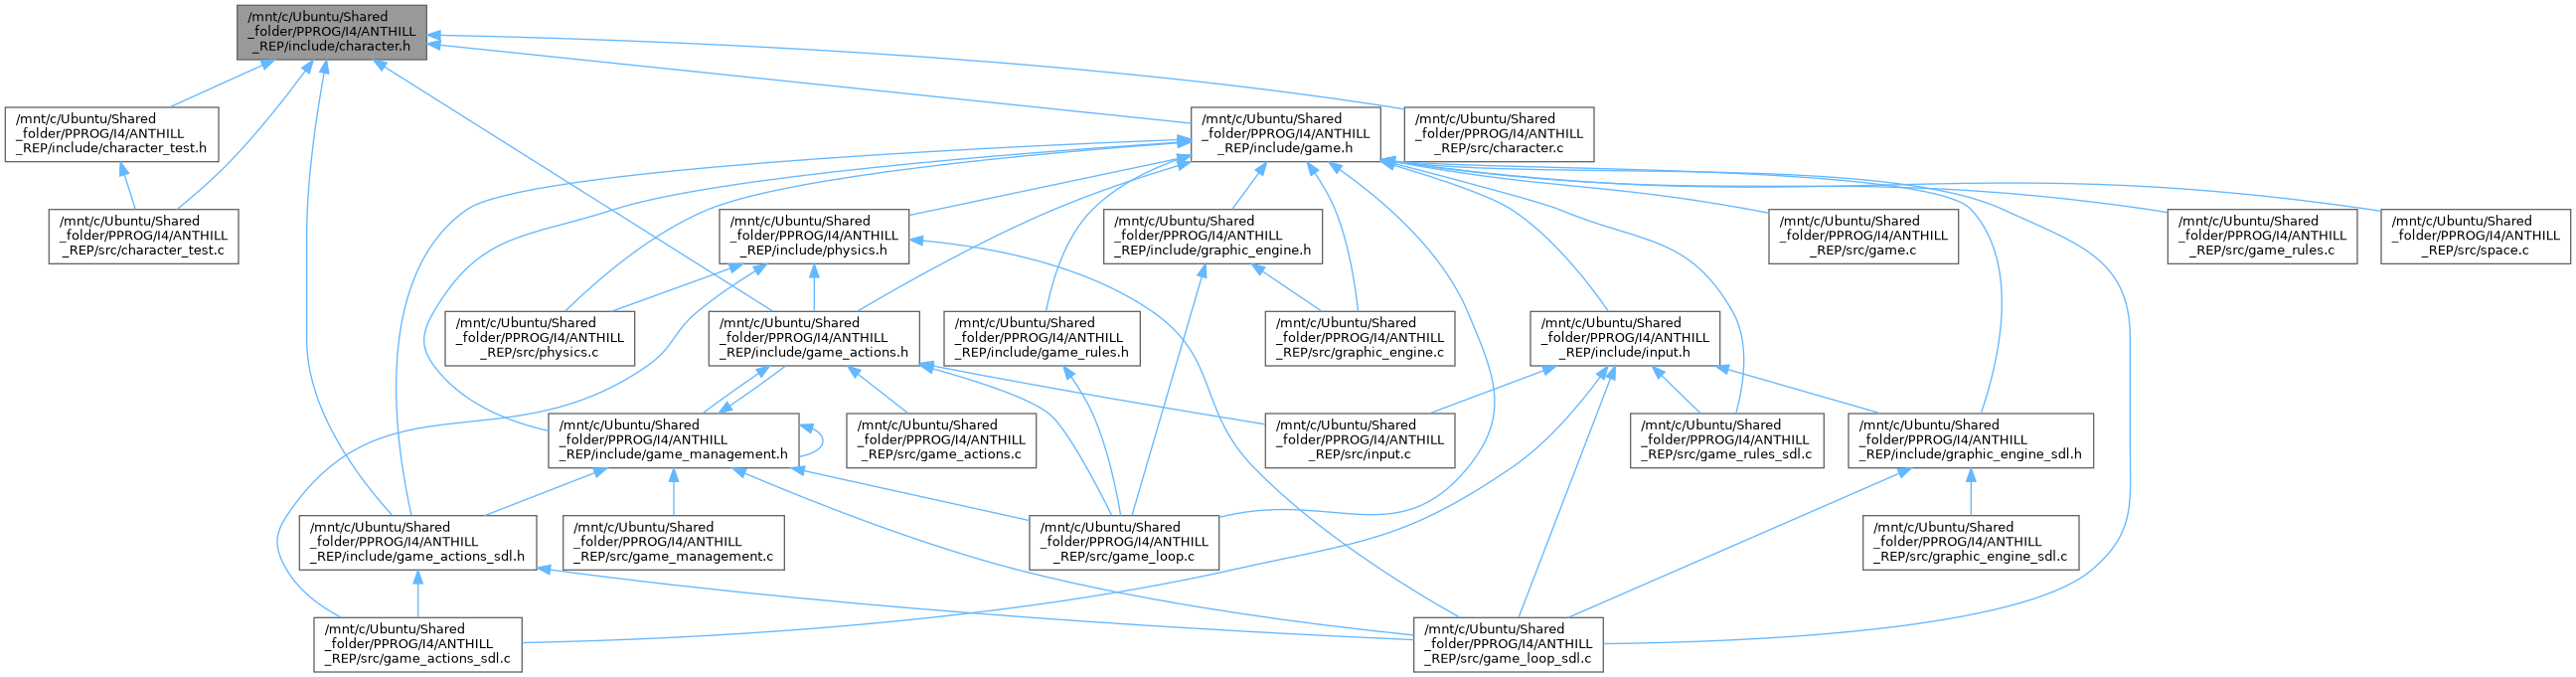 /mnt/c/Ubuntu/Shared
_folder/PPROG/I4/ANTHILL
_REP/include/character.h
/mnt/c/Ubuntu/Shared
_folder/PPROG/I4/ANTHILL
_REP/include/character_test.h
/mnt/c/Ubuntu/Shared
_folder/PPROG/I4/ANTHILL
_REP/include/game.h
/mnt/c/Ubuntu/Shared
_folder/PPROG/I4/ANTHILL
_REP/src/character.c
/mnt/c/Ubuntu/Shared
_folder/PPROG/I4/ANTHILL
_REP/src/character_test.c
/mnt/c/Ubuntu/Shared
_folder/PPROG/I4/ANTHILL
_REP/include/physics.h
/mnt/c/Ubuntu/Shared
_folder/PPROG/I4/ANTHILL
_REP/include/graphic_engine.h
/mnt/c/Ubuntu/Shared
_folder/PPROG/I4/ANTHILL
_REP/src/game.c
/mnt/c/Ubuntu/Shared
_folder/PPROG/I4/ANTHILL
_REP/src/game_rules.c
/mnt/c/Ubuntu/Shared
_folder/PPROG/I4/ANTHILL
_REP/src/space.c
/mnt/c/Ubuntu/Shared
_folder/PPROG/I4/ANTHILL
_REP/src/physics.c
/mnt/c/Ubuntu/Shared
_folder/PPROG/I4/ANTHILL
_REP/include/game_actions.h
/mnt/c/Ubuntu/Shared
_folder/PPROG/I4/ANTHILL
_REP/include/game_rules.h
/mnt/c/Ubuntu/Shared
_folder/PPROG/I4/ANTHILL
_REP/src/graphic_engine.c
/mnt/c/Ubuntu/Shared
_folder/PPROG/I4/ANTHILL
_REP/include/input.h
/mnt/c/Ubuntu/Shared
_folder/PPROG/I4/ANTHILL
_REP/include/game_management.h
/mnt/c/Ubuntu/Shared
_folder/PPROG/I4/ANTHILL
_REP/src/game_actions.c
/mnt/c/Ubuntu/Shared
_folder/PPROG/I4/ANTHILL
_REP/src/input.c
/mnt/c/Ubuntu/Shared
_folder/PPROG/I4/ANTHILL
_REP/src/game_rules_sdl.c
/mnt/c/Ubuntu/Shared
_folder/PPROG/I4/ANTHILL
_REP/include/graphic_engine_sdl.h
/mnt/c/Ubuntu/Shared
_folder/PPROG/I4/ANTHILL
_REP/include/game_actions_sdl.h
/mnt/c/Ubuntu/Shared
_folder/PPROG/I4/ANTHILL
_REP/src/game_management.c
/mnt/c/Ubuntu/Shared
_folder/PPROG/I4/ANTHILL
_REP/src/game_loop.c
/mnt/c/Ubuntu/Shared
_folder/PPROG/I4/ANTHILL
_REP/src/graphic_engine_sdl.c
/mnt/c/Ubuntu/Shared
_folder/PPROG/I4/ANTHILL
_REP/src/game_actions_sdl.c
/mnt/c/Ubuntu/Shared
_folder/PPROG/I4/ANTHILL
_REP/src/game_loop_sdl.c